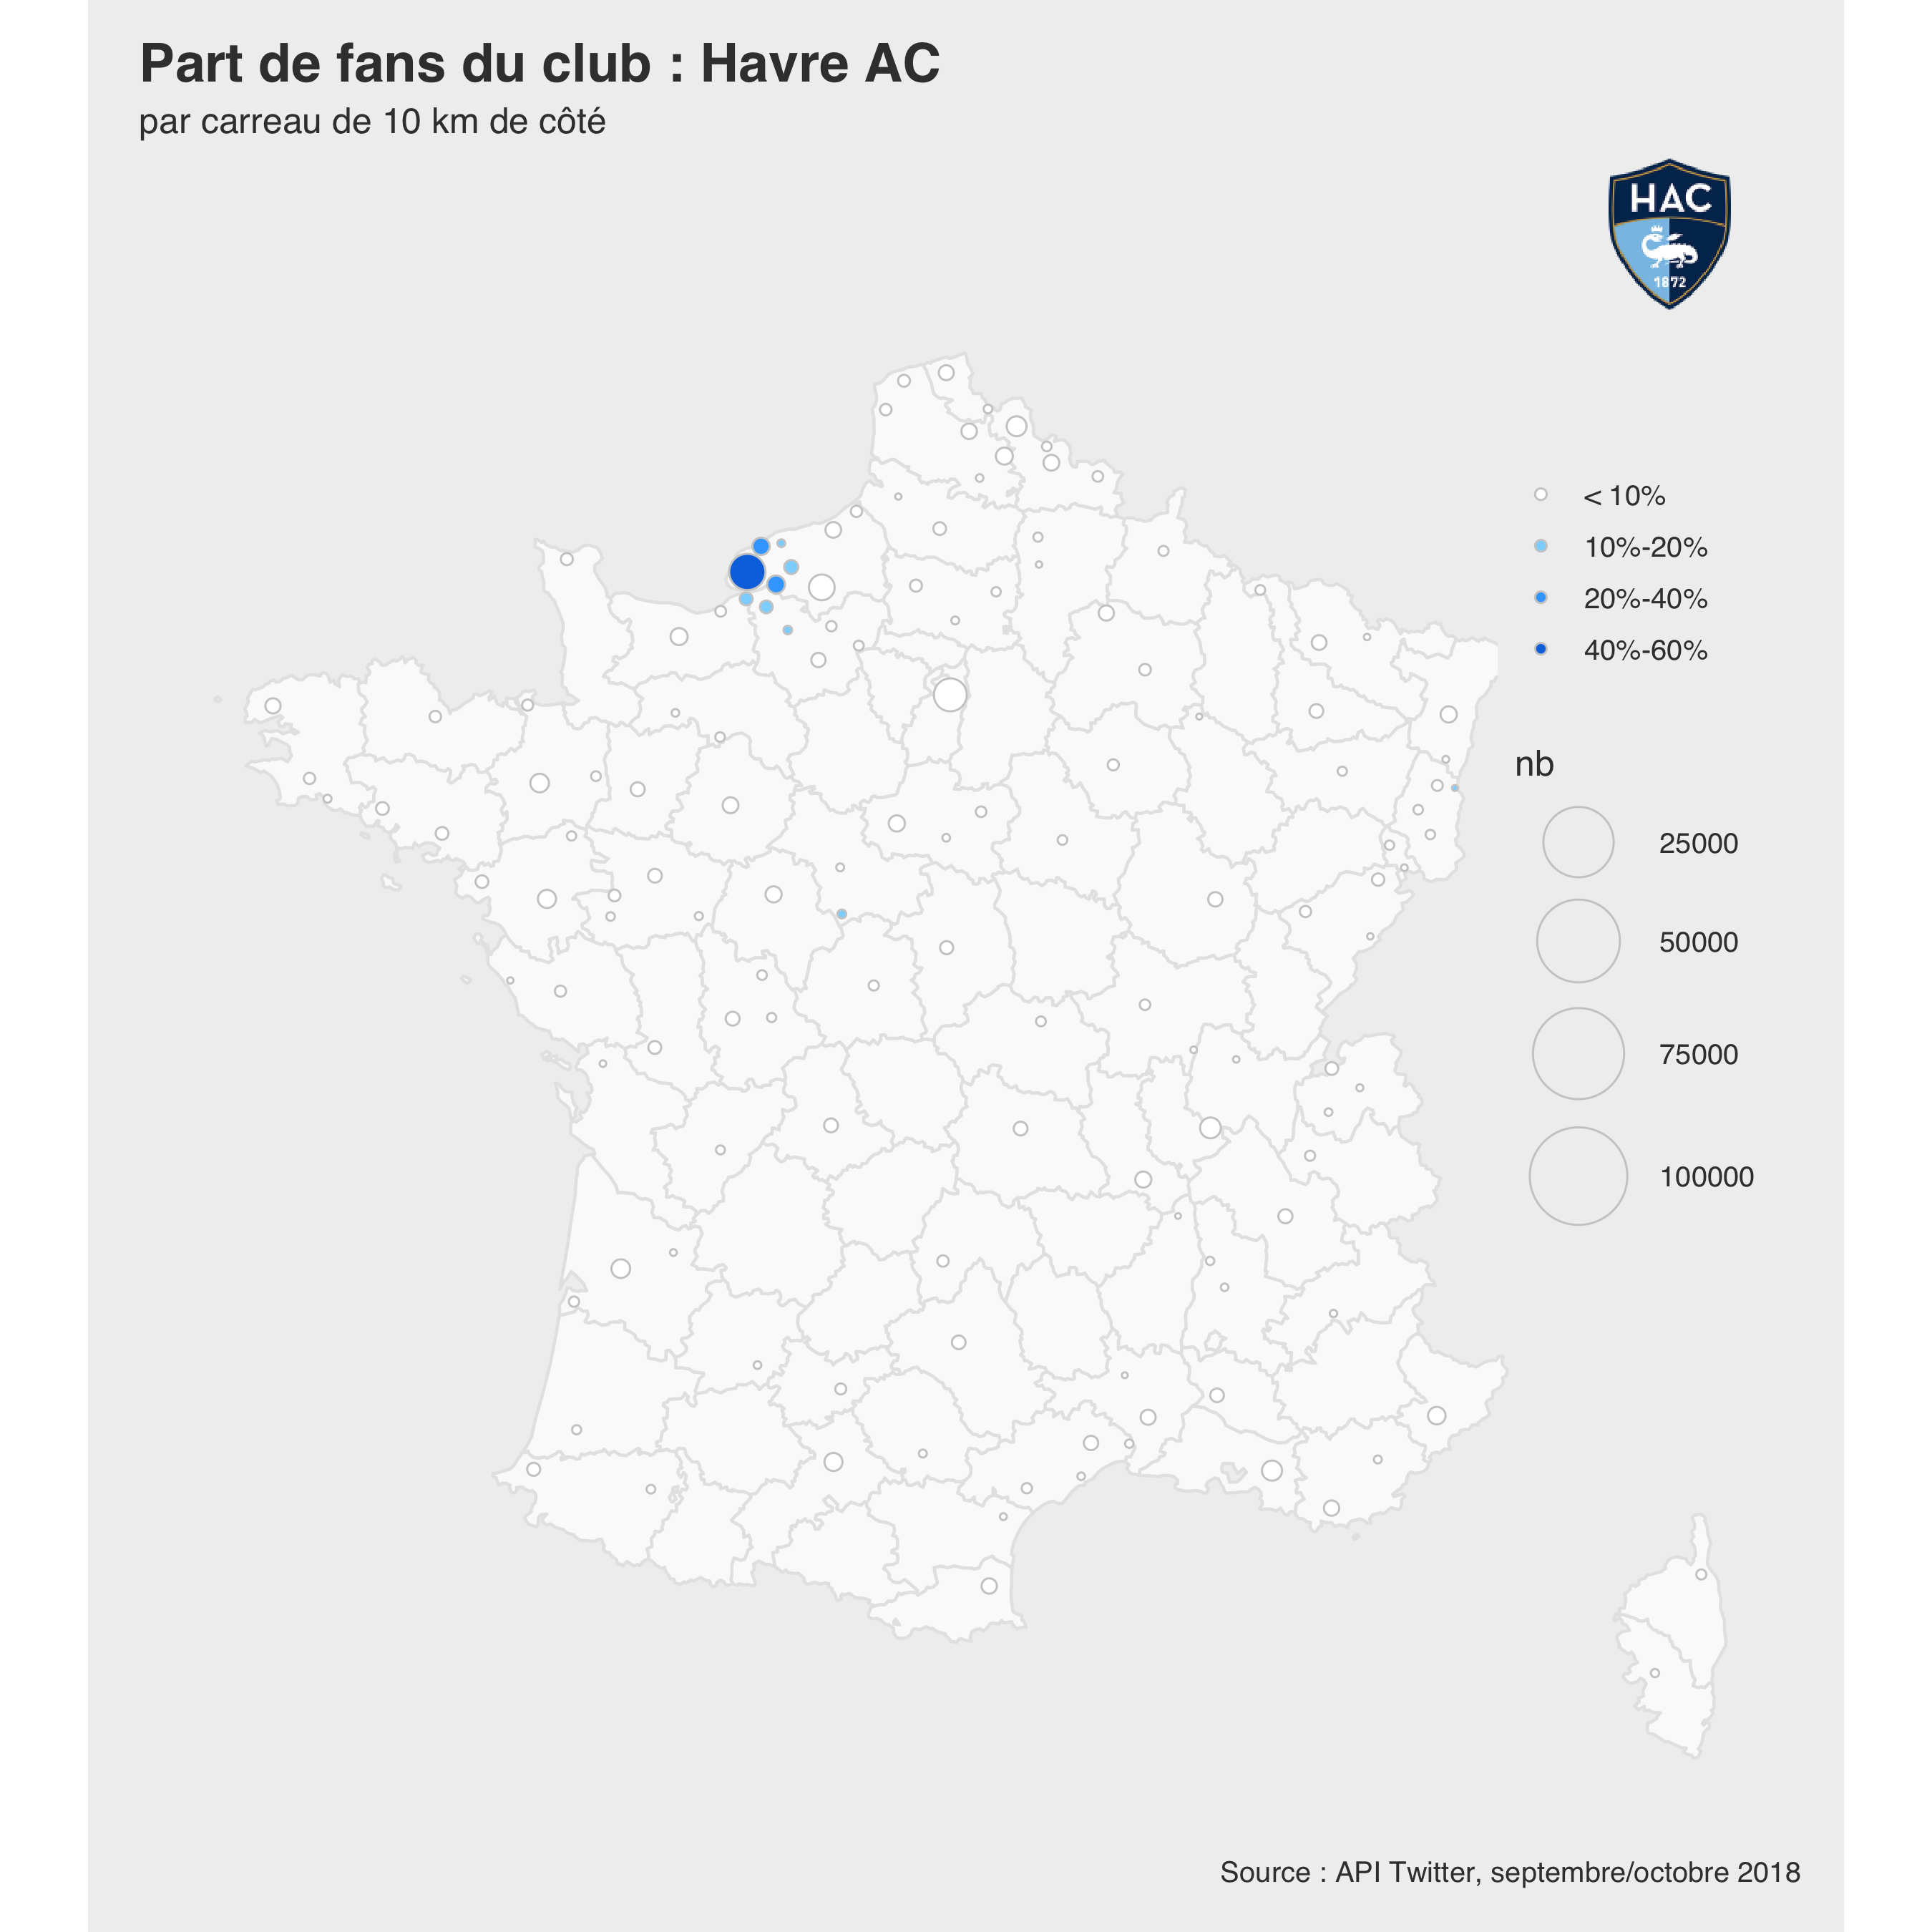 Part de fans du club : Havre AC
par carreau de 10 km de côté
HAC
1872
< 10%
10%-20%
20%-40%
40%-60%
nb
25000
50000
75000
100000
Source : API Twitter, septembre/octobre 2018